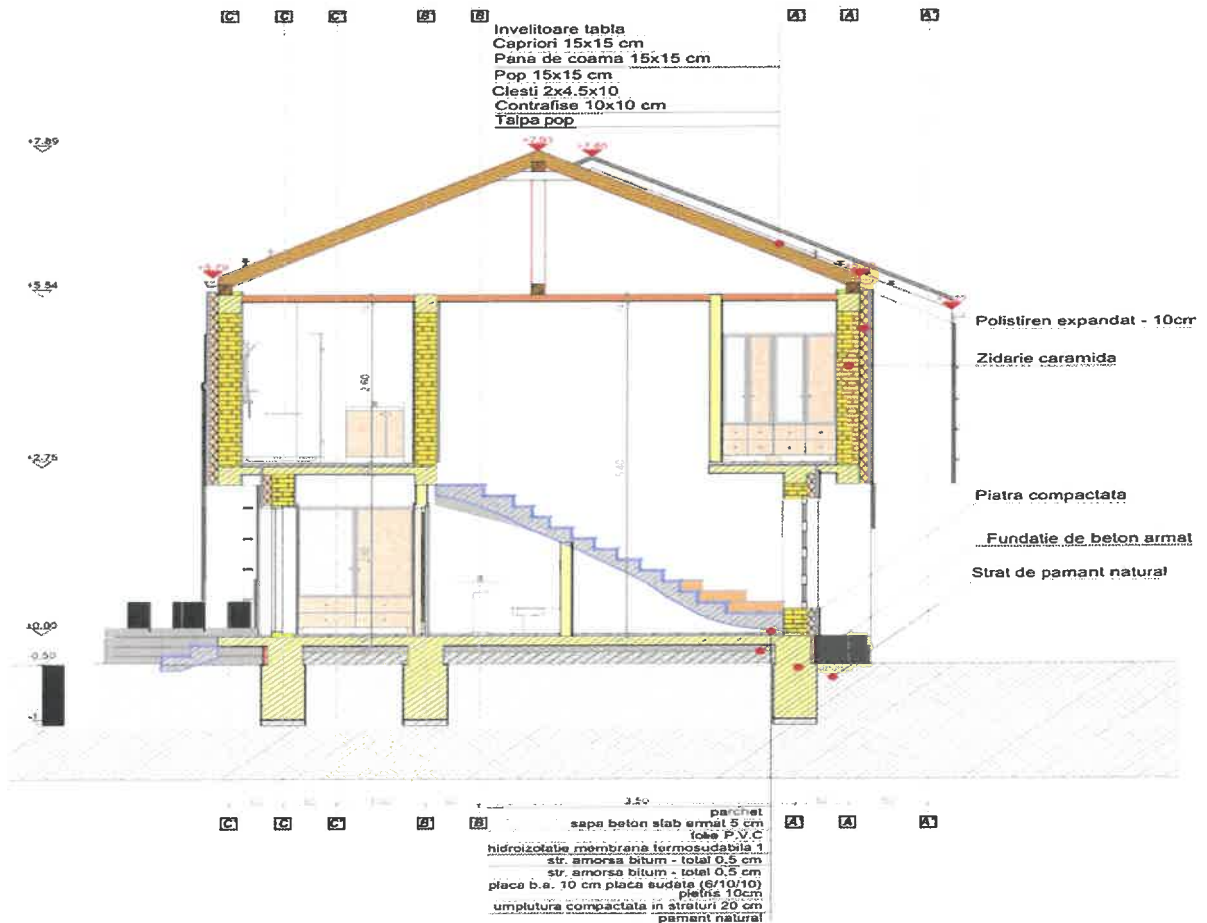 C' C C' B' B A' A A'
Invelitoare tabla
Capriori 15x15 cm
Pana de coama 15x15 cm
Pop 15x15 cm
Clesti 2x4.5x10
Contrafise 10x10 cm
Talpa pop
+7.89
+5.54
Polistiren expandat - 10cm
Zidarie caramida
2.60
+2.75
Piatra compactata
Fundatie de beton armat
Strat de pamant natural
±0.00
-0.50
3.50
C' C C' B' B A' A A'
parchet
sapa beton slab armat 5 cm
folie P.V.C
hidroizolatie membrana termosudabila 1
str. amorsa bitum - total 0.5 cm
str. amorsa bitum - total 0.5 cm
placa b.a. 10 cm placa sudata (6/10/10)
pietris 10cm
umplutura compactata in straturi 20 cm
pamant natural